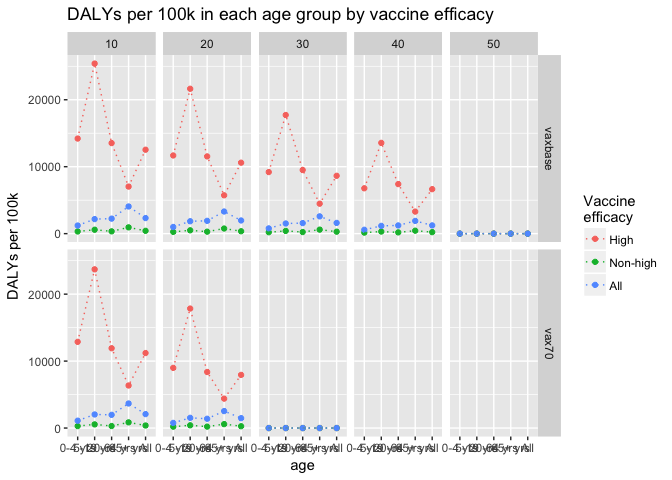 DALYs per 100k in each age group by vaccine efficacy
10 20 30 40 50
20000
10000
0
vaxbase
20000
10000
0
vax70
DALYs per 100k
age
Vaccine
efficacy
High
Non-high
All